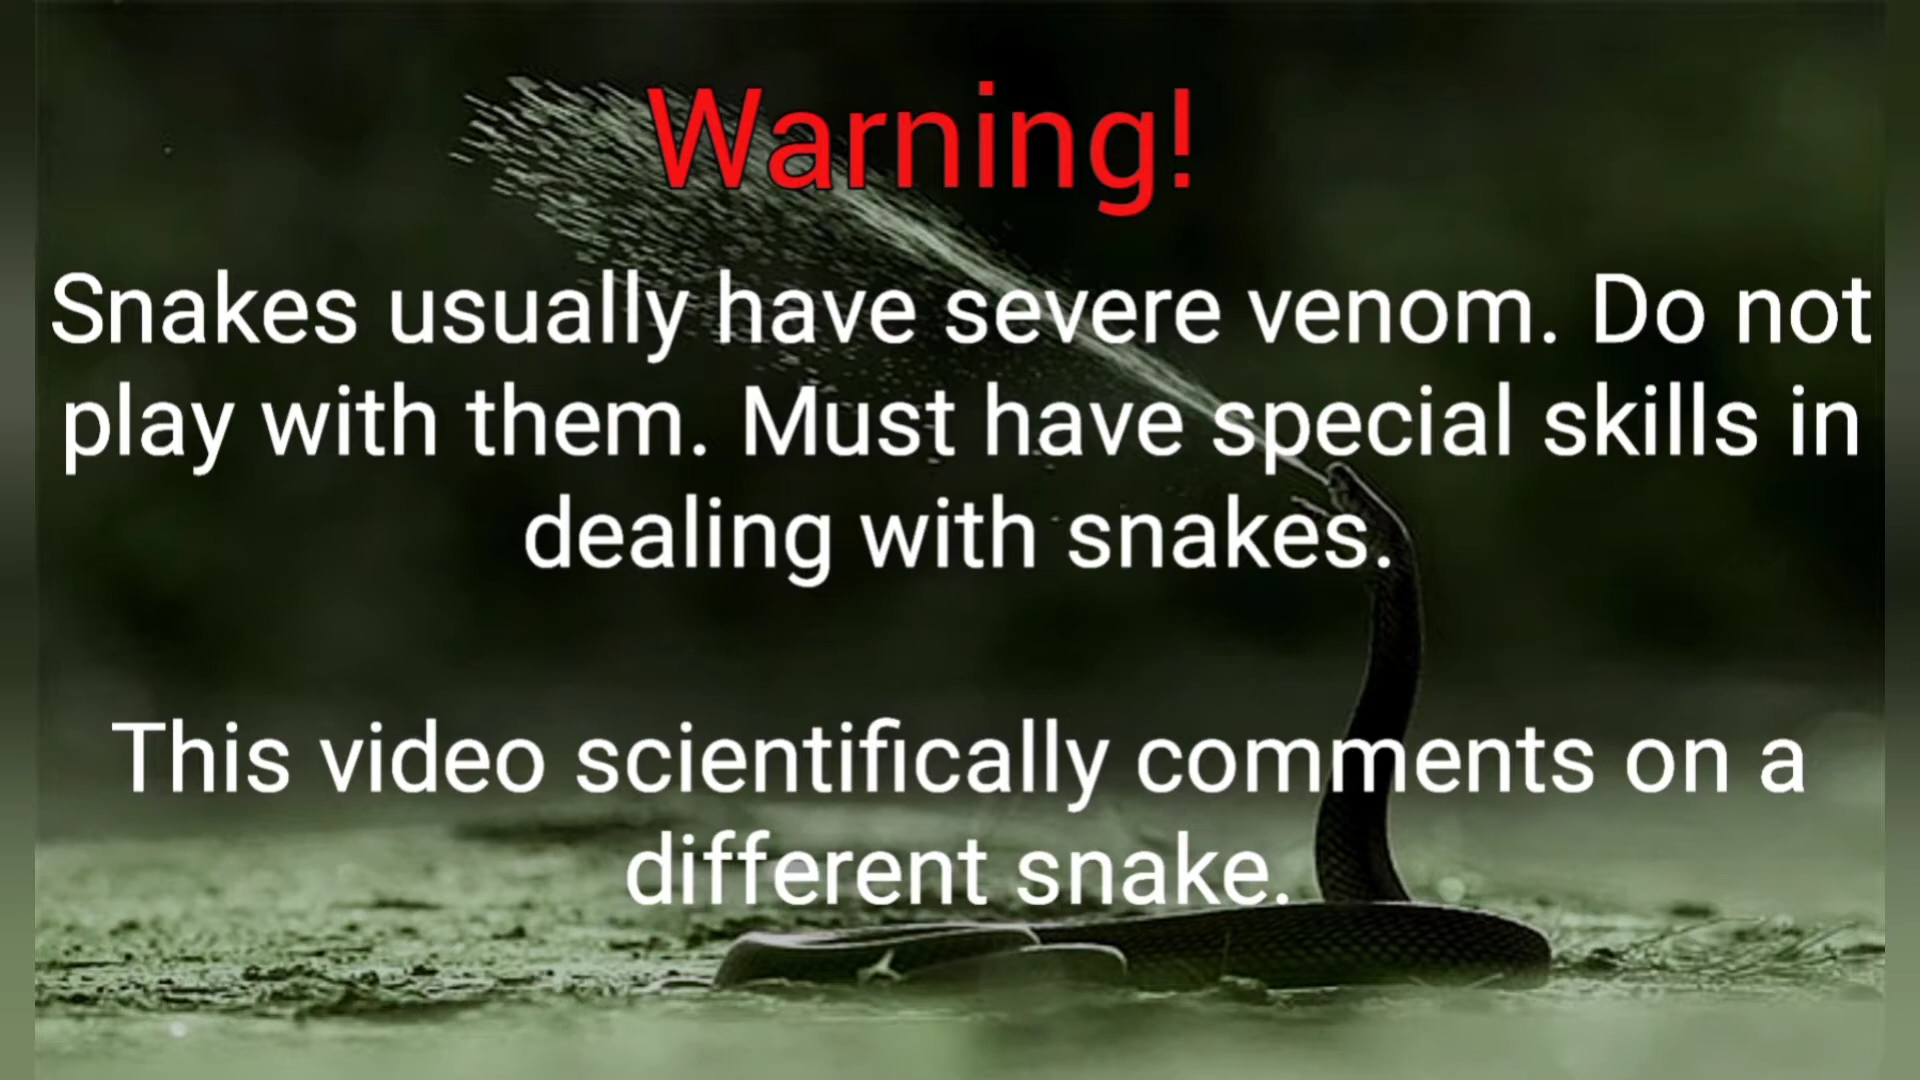 Warning!
Snakes usually have severe venom. Do not
play with them. Must have special skills in
dealing with snakes.
This video scientifically comments on a
different snake.